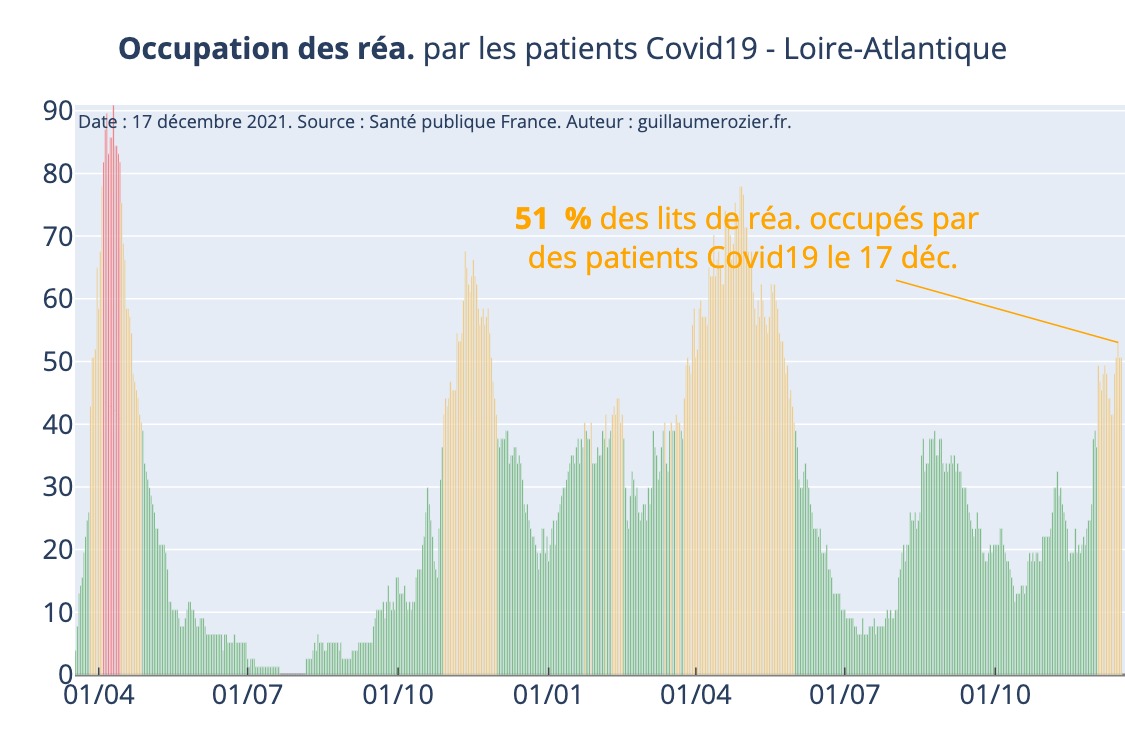 Occupation des réa. par les patients Covid19 - Loire-Atlantique
90
Date : 17 décembre 2021. Source : Santé publique France. Auteur : guillaumerozier.fr.
80
51 % des lits de réa. occupés par
70
des patients Covid19 le 17 déc.
60
50
40
30
20
10
0
01/04 01/07 01/10 01/01 01/04 01/07 01/10